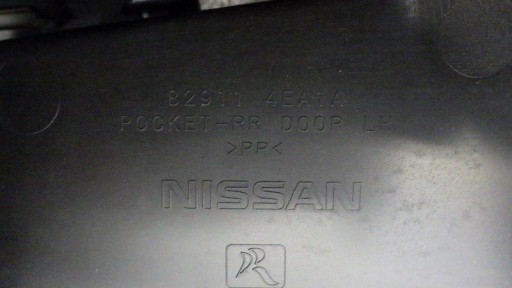 82911 4EA1A
POCKET-RR DOOR LH
>PP<
NISSAN
R